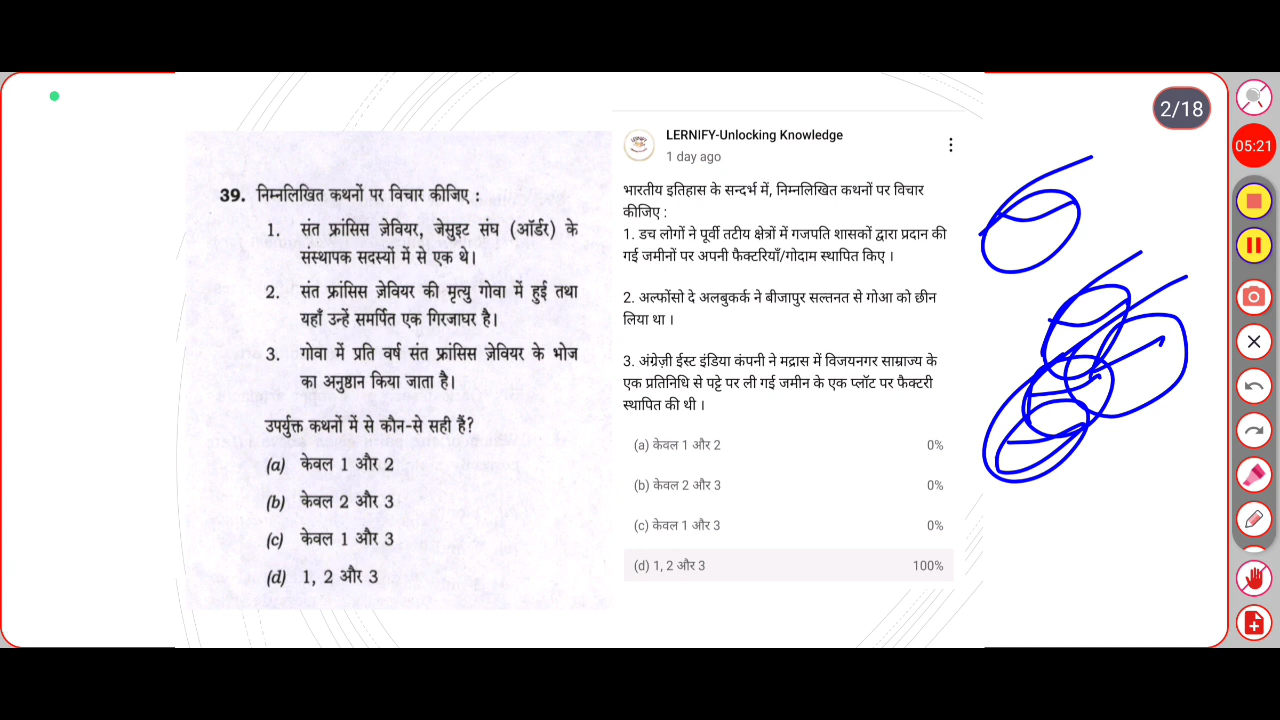 2/18
05:21
39. निम्नलिखित कथनों पर विचार कीजिए :
1. संत फ्रांसिस ज़ेवियर, जेसुइट संघ (ऑर्डर) के
संस्थापक सदस्यों में से एक थे।
2. संत फ्रांसिस ज़ेवियर की मृत्यु गोवा में हुई तथा
यहाँ उन्हें समर्पित एक गिरजाघर है।
3. गोवा में प्रति वर्ष संत फ्रांसिस ज़ेवियर के भोज
का अनुष्ठान किया जाता है।
उपर्युक्त कथनों में से कौन-से सही हैं?
(a) केवल 1 और 2
(b) केवल 2 और 3
(c) केवल 1 और 3
(d) 1, 2 और 3
LERNIFY-Unlocking Knowledge
1 day ago
भारतीय इतिहास के सन्दर्भ में, निम्नलिखित कथनों पर विचार
कीजिए :
1. डच लोगों ने पूर्वी तटीय क्षेत्रों में गजपति शासकों द्वारा प्रदान की
गई जमीनों पर अपनी फैक्टरियाँ/गोदाम स्थापित किए ।
2. अल्फोंसो दे अलबुकर्क ने बीजापुर सल्तनत से गोआ को छीन
लिया था ।
3. अंग्रेज़ी ईस्ट इंडिया कंपनी ने मद्रास में विजयनगर साम्राज्य के
एक प्रतिनिधि से पट्टे पर ली गई जमीन के एक प्लॉट पर फैक्टरी
स्थापित की थी ।
(a) केवल 1 और 2 0%
(b) केवल 2 और 3 0%
(c) केवल 1 और 3 0%
(d) 1, 2 और 3 100%